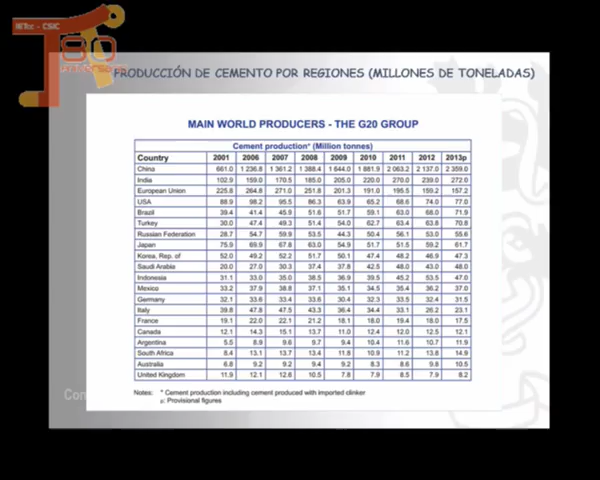 IETcc - CSIC
80
Aniversario
PRODUCCIÓN DE CEMENTO POR REGIONES (MILLONES DE TONELADAS)
MAIN WORLD PRODUCERS - THE G20 GROUP
Cement production* (Million tonnes)
Country 2001 2006 2007 2008 2009 2010 2011 2012 2013p
China 661.0 1 236.8 1 361.2 1 388.4 1 644.0 1 881.9 2 063.2 2 137.0 2 359.0
India 102.9 159.0 170.5 185.0 205.0 220.0 270.0 239.0 272.0
European Union 225.6 264.8 271.0 251.8 201.3 191.0 195.5 159.2 157.2
USA 88.9 98.2 95.5 86.3 63.9 65.2 68.6 74.0 77.0
Brazil 39.4 41.4 45.9 51.6 51.7 59.1 63.0 68.0 71.9
Turkey 30.0 47.4 49.3 51.4 54.0 62.7 63.4 63.8 70.8
Russian Federation 28.7 54.7 59.9 53.5 44.3 50.4 56.1 53.0 55.6
Japan 75.9 69.9 67.8 63.0 54.9 51.7 51.5 59.2 61.7
Korea, Rep. of 52.0 49.2 52.2 51.7 50.1 47.4 48.2 46.9 47.3
Saudi Arabia 20.0 27.0 30.3 37.4 37.8 42.5 48.0 43.0 48.0
Indonesia 31.1 33.0 35.0 38.5 36.9 39.5 45.2 53.5 47.0
Mexico 33.2 37.9 38.8 37.1 35.1 34.5 35.4 36.2 37.0
Germany 32.1 33.6 33.4 33.6 30.4 32.3 33.5 32.4 31.5
Italy 39.8 47.8 47.5 43.3 36.4 34.4 33.1 26.2 23.1
France 19.1 22.0 22.1 21.2 18.1 18.0 19.4 18.0 17.5
Canada 12.1 14.3 15.1 13.7 11.0 12.4 12.0 12.5 12.1
Argentina 5.5 8.9 9.6 9.7 9.4 10.4 11.6 10.7 11.9
South Africa 8.4 13.1 13.7 13.4 11.8 10.9 11.2 13.8 14.9
Australia 6.8 9.2 9.2 9.4 9.2 8.3 8.6 9.8 10.5
United Kingdom 11.9 12.1 12.6 10.5 7.8 7.9 8.5 7.9 8.2
Notes: * Cement production including cement produced with imported clinker
p: Provisional figures